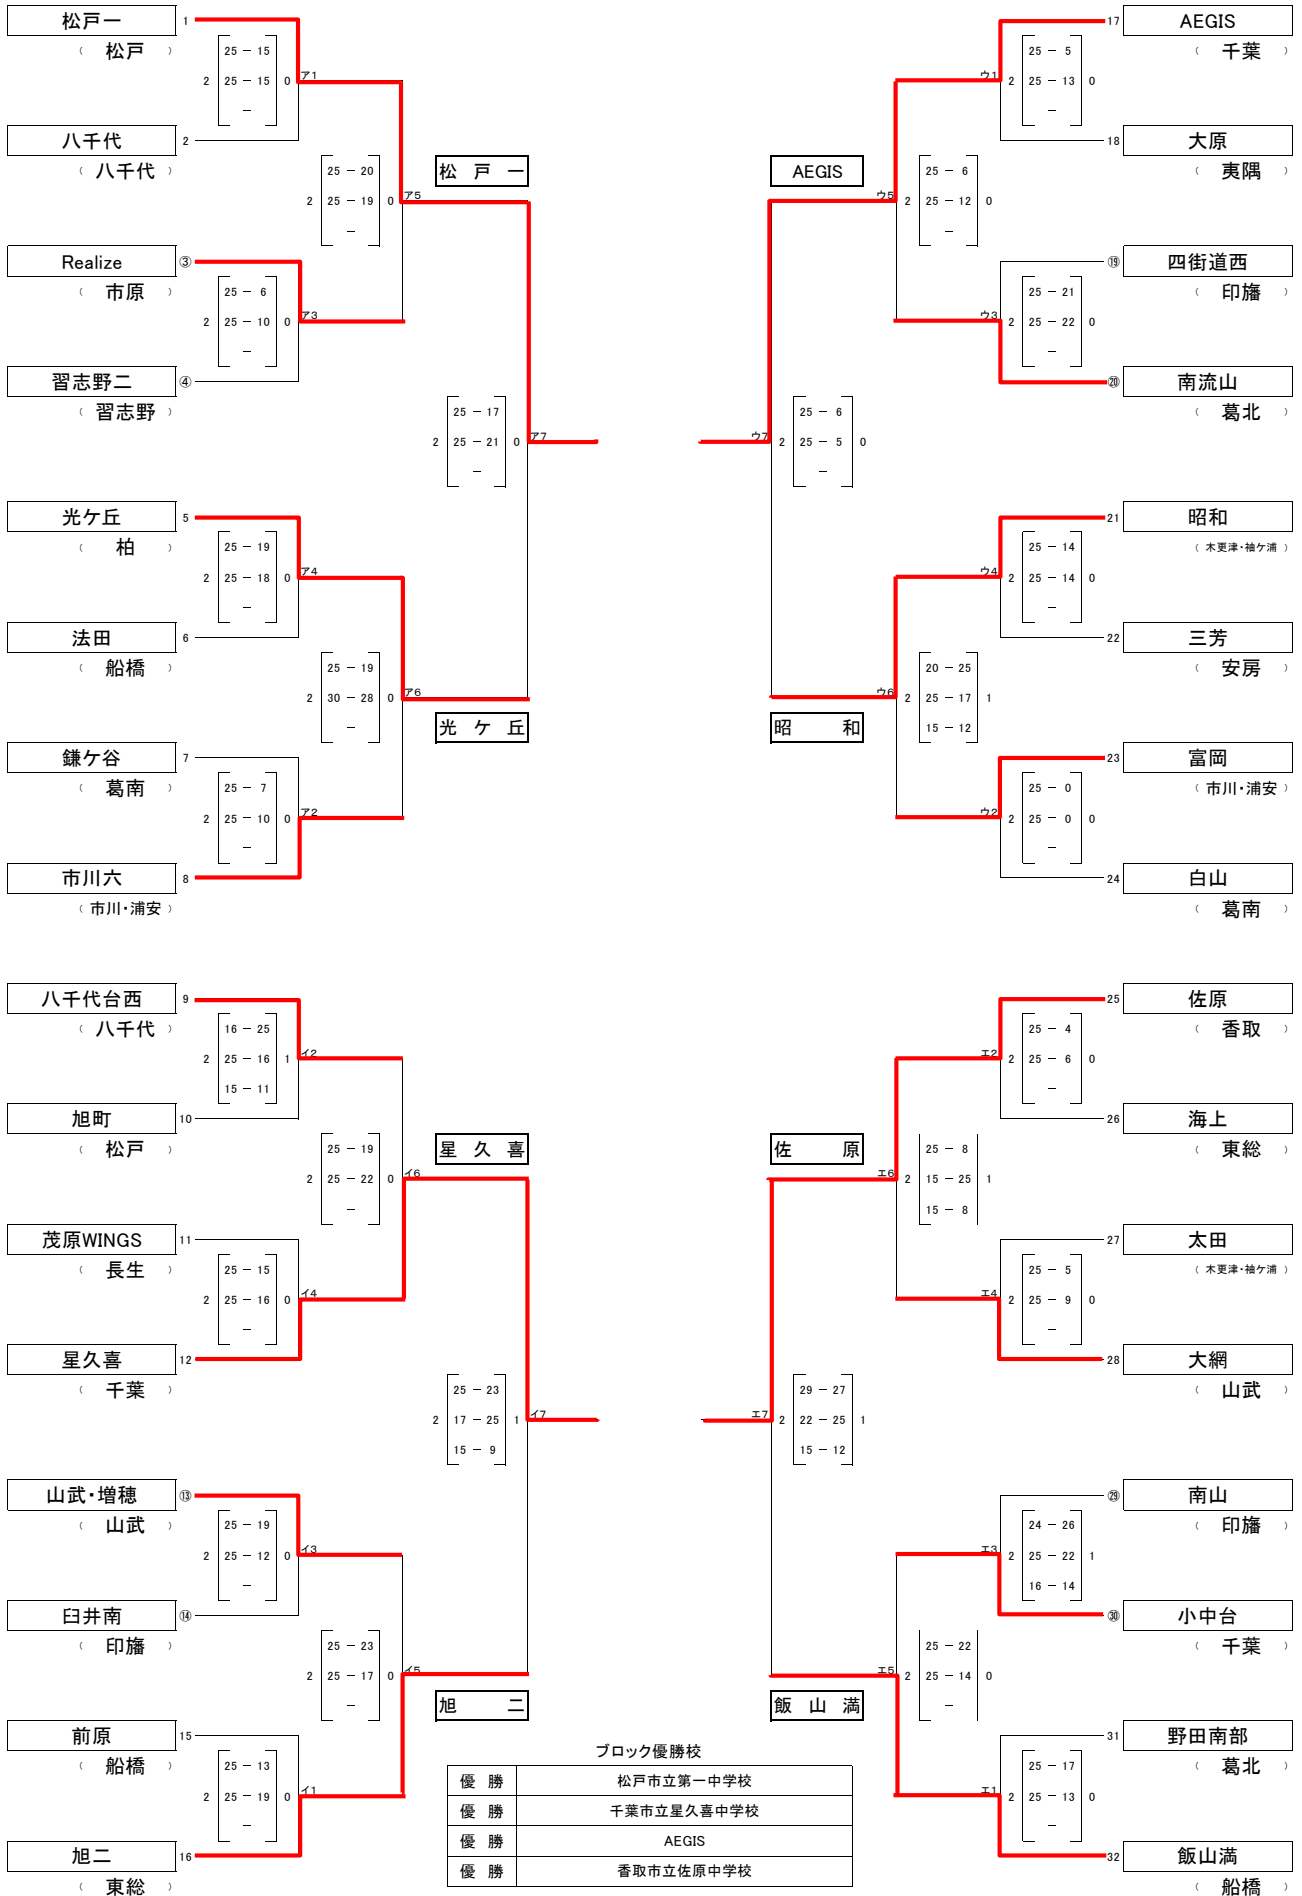 松戸一 1
（ 松戸 ）
25 － 15
2 25 － 15 0 ア1
－
八千代 2
（ 八千代 ）
25 － 20
2 25 － 19 0 ア5
－
松 戸 一
Realize ③
（ 市原 ）
25 － 6
2 25 － 10 0 ア3
－
習志野二 ④
（ 習志野 ）
25 － 17
2 25 － 21 0 ア7
－
光ケ丘 5
（ 柏 ）
25 － 19
2 25 － 18 0 ア4
－
法田 6
（ 船橋 ）
25 － 19
2 30 － 28 0 ア6
－
光 ケ 丘
鎌ケ谷 7
（ 葛南 ）
25 － 7
2 25 － 10 0 ア2
－
市川六 8
（ 市川・浦安 ）
八千代台西 9
（ 八千代 ）
16 － 25
2 25 － 16 1 イ2
15 － 11
旭町 10
（ 松戸 ）
25 － 19
2 25 － 22 0 イ6
－
星 久 喜
茂原WINGS 11
（ 長生 ）
25 － 15
2 25 － 16 0 イ4
－
星久喜 12
（ 千葉 ）
25 － 23
2 17 － 25 1 イ7
15 － 9
山武・増穂 ⑬
（ 山武 ）
25 － 19
2 25 － 12 0 イ3
－
臼井南 ⑭
（ 印旛 ）
25 － 23
2 25 － 17 0 イ5
－
旭 二
前原 15
（ 船橋 ）
25 － 13
2 25 － 19 0 イ1
－
旭二 16
（ 東総 ）
17 AEGIS
（ 千葉 ）
25 － 5
ウ1 2 25 － 13 0
－
18 大原
（ 夷隅 ）
AEGIS
25 － 6
ウ5 2 25 － 12 0
－
⑲ 四街道西
（ 印旛 ）
25 － 21
ウ3 2 25 － 22 0
－
⑳ 南流山
（ 葛北 ）
25 － 6
ウ7 2 25 － 5 0
－
21 昭和
（ 木更津・袖ケ浦 ）
25 － 14
ウ4 2 25 － 14 0
－
22 三芳
（ 安房 ）
20 － 25
ウ6 2 25 － 17 1
15 － 12
昭 和
23 富岡
（ 市川・浦安 ）
25 － 0
ウ2 2 25 － 0 0
－
24 白山
（ 葛南 ）
25 佐原
（ 香取 ）
25 － 4
エ2 2 25 － 6 0
－
26 海上
（ 東総 ）
佐 原
25 － 8
エ6 2 15 － 25 1
15 － 8
27 太田
（ 木更津・袖ケ浦 ）
25 － 5
エ4 2 25 － 9 0
－
28 大網
（ 山武 ）
29 － 27
エ7 2 22 － 25 1
15 － 12
㉙ 南山
（ 印旛 ）
24 － 26
エ3 2 25 － 22 1
16 － 14
㉚ 小中台
（ 千葉 ）
25 － 22
エ5 2 25 － 14 0
－
飯 山 満
31 野田南部
（ 葛北 ）
25 － 17
エ1 2 25 － 13 0
－
32 飯山満
（ 船橋 ）
ブロック優勝校
優 勝 松戸市立第一中学校
優 勝 千葉市立星久喜中学校
優 勝 AEGIS
優 勝 香取市立佐原中学校